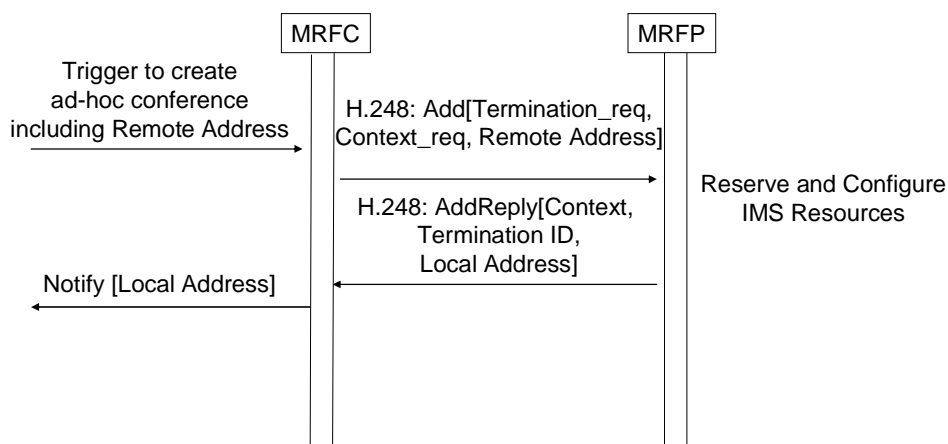 MRFC
MRFP
Trigger to create
ad-hoc conference
including Remote Address
H.248: Add[Termination_req,
Context_req, Remote Address]
Reserve and Configure
IMS Resources
H.248: AddReply[Context,
Termination ID,
Local Address]
Notify [Local Address]